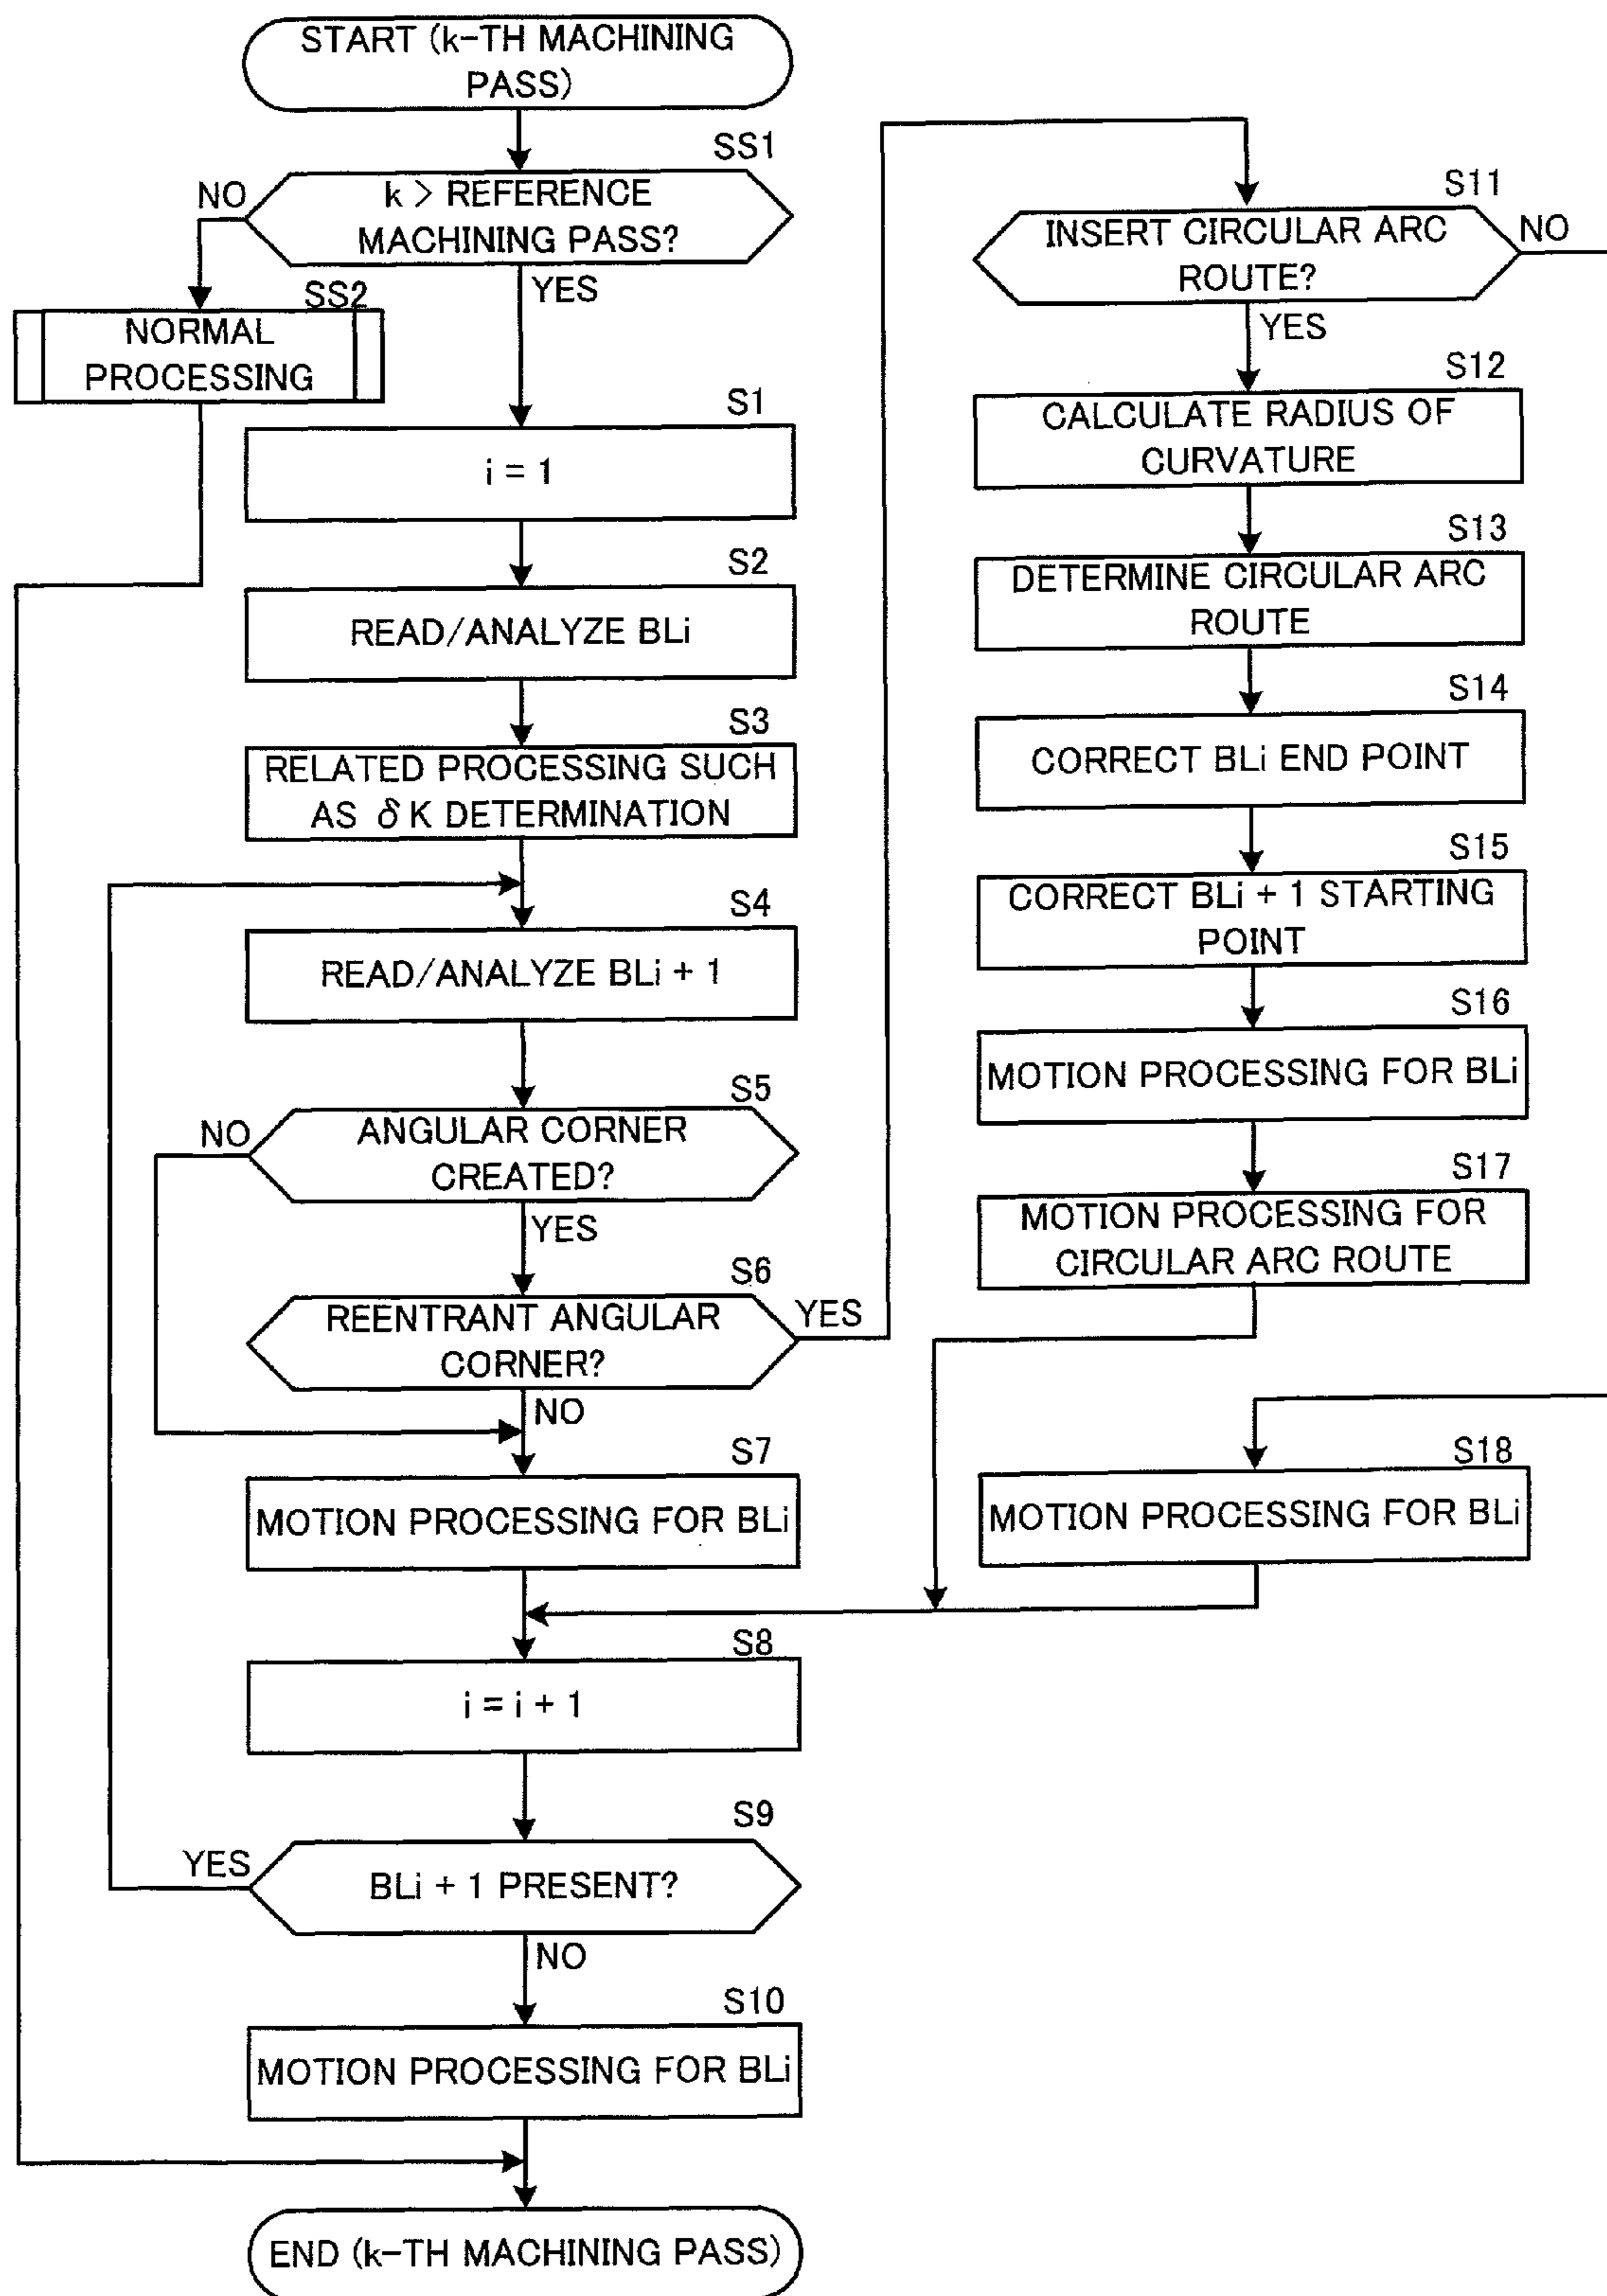 START (k-TH MACHINING
PASS)
SS1
NO
k > REFERENCE
MACHINING PASS?
YES
SS2
NORMAL
PROCESSING
S1
i = 1
S2
READ/ANALYZE BLi
S3
RELATED PROCESSING SUCH
AS δK DETERMINATION
S4
READ/ANALYZE BLi + 1
S5
NO
ANGULAR CORNER
CREATED?
YES
S6
REENTRANT ANGULAR
CORNER?
YES
NO
S7
MOTION PROCESSING FOR BLi
S8
i = i + 1
S9
YES
BLi + 1 PRESENT?
NO
S10
MOTION PROCESSING FOR BLi
END (k-TH MACHINING PASS)
S11
INSERT CIRCULAR ARC
ROUTE?
NO
YES
S12
CALCULATE RADIUS OF
CURVATURE
S13
DETERMINE CIRCULAR ARC
ROUTE
S14
CORRECT BLi END POINT
S15
CORRECT BLi + 1 STARTING
POINT
S16
MOTION PROCESSING FOR BLi
S17
MOTION PROCESSING FOR
CIRCULAR ARC ROUTE
S18
MOTION PROCESSING FOR BLi